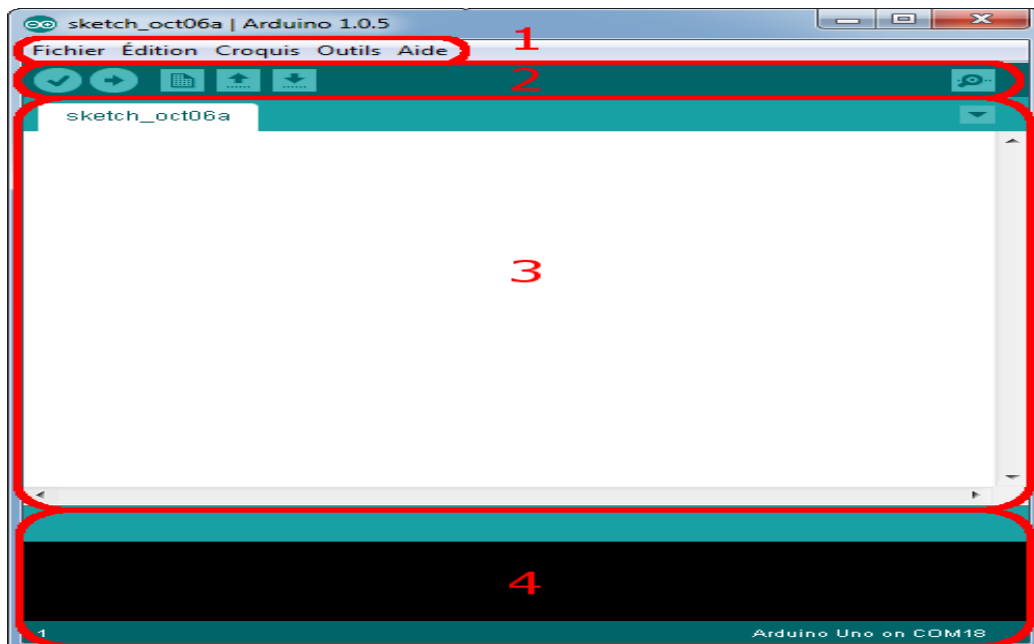 sketch_oct06a | Arduino 1.0.5
1
Fichier Édition Croquis Outils Aide
2
sketch_oct06a
3
4
1
Arduino Uno on COM18